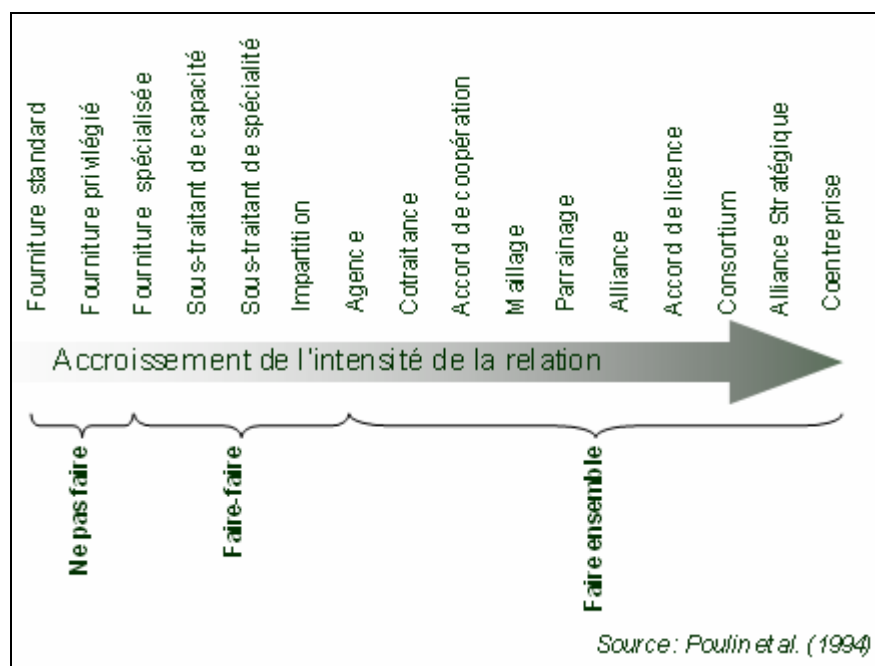 Fourniture standard
Fourniture privilégié
Fourniture spécialisée
Sous-traitant de capacité
Sous-traitant de spécialité
Impartition
Agence
Cotraitance
Accord de coopération
Maillage
Parrainage
Alliance
Accord de licence
Consortium
Alliance Stratégique
Coentreprise
Accroissement de l'intensité de la relation
Ne pas faire
Faire-faire
Faire ensemble
Source : Poulin et al. (1994)